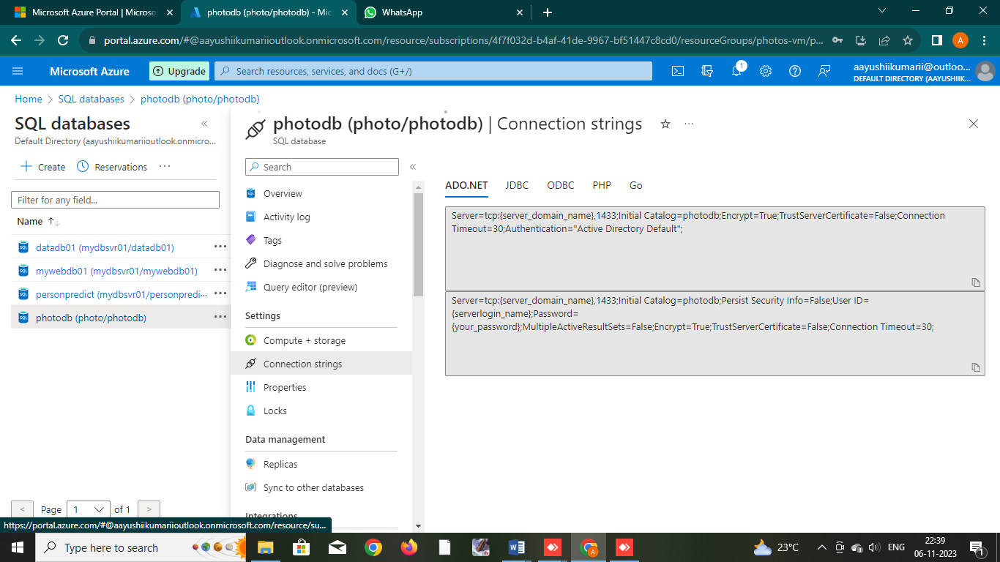 Microsoft Azure Portal | Microso
photodb (photo/photodb) - Mic
WhatsApp
portal.azure.com/#@aayushiikumariioutlook.onmicrosoft.com/resource/subscriptions/4f7f032d-b4af-41de-9967-bf51447c8cd0/resourceGroups/photos-vm/p...
A
Microsoft Azure
Upgrade
Search resources, services, and docs (G+/)
1
aayushiikumarii@outloo...
DEFAULT DIRECTORY (AAYUSHIIK...
Home > SQL databases > photodb (photo/photodb)
SQL databases
Default Directory (aayushiikumariioutlook.onmicro...
Create
Reservations
Filter for any field...
Name
datadb01 (mydbsvr01/datadb01)
mywebdb01 (mydbsvr01/mywebdb01)
personpredict (mydbsvr01/personpredi...
photodb (photo/photodb)
< Page 1 of 1 >
photodb (photo/photodb) | Connection strings
SQL database
Search
Overview
Activity log
Tags
Diagnose and solve problems
Query editor (preview)
Settings
Compute + storage
Connection strings
Properties
Locks
Data management
Replicas
Sync to other databases
Integrations
ADO.NET JDBC ODBC PHP Go
Server=tcp:{server_domain_name},1433;Initial Catalog=photodb;Encrypt=True;TrustServerCertificate=False;Connection
Timeout=30;Authentication="Active Directory Default";
Server=tcp:{server_domain_name},1433;Initial Catalog=photodb;Persist Security Info=False;User ID=
{serverlogin_name};Password=
{your_password};MultipleActiveResultSets=False;Encrypt=True;TrustServerCertificate=False;Connection Timeout=30;
https://portal.azure.com/#@aayushiikumariioutlook.onmicrosoft.com/resource/su...
Type here to search
23°C
ENG
22:39
06-11-2023
1